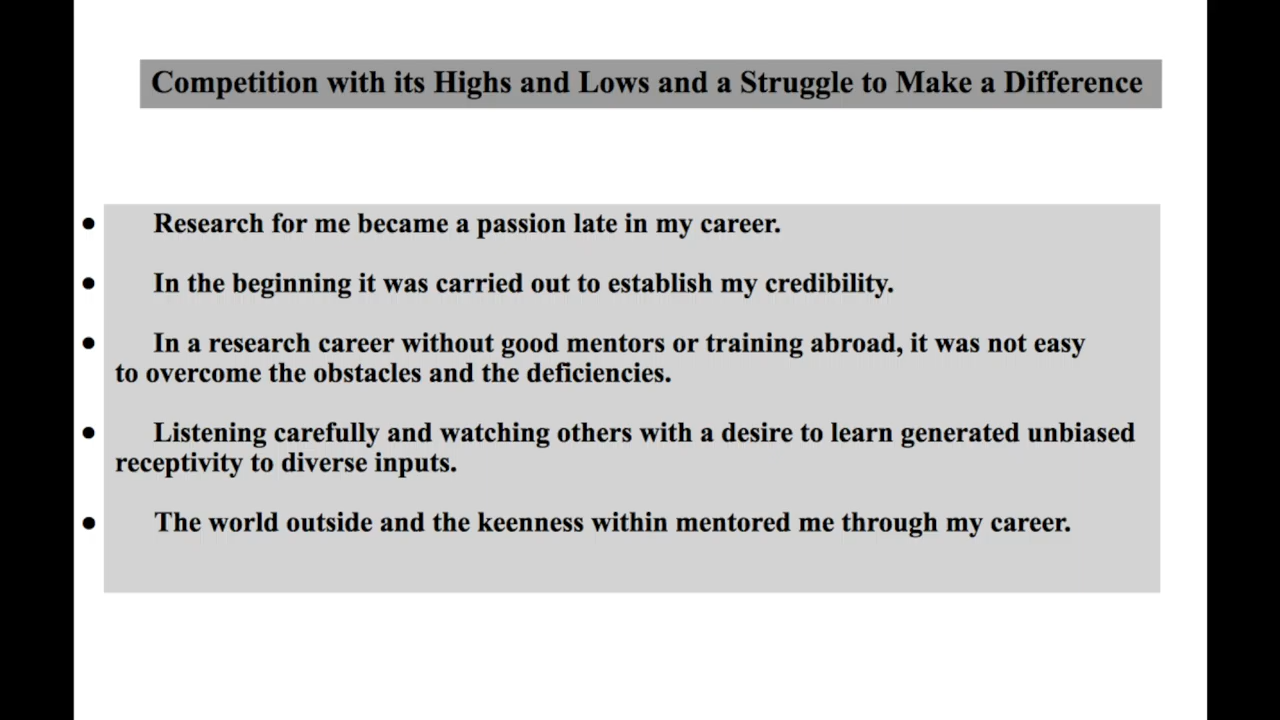 Competition with its Highs and Lows and a Struggle to Make a Difference
• Research for me became a passion late in my career.
• In the beginning it was carried out to establish my credibility.
• In a research career without good mentors or training abroad, it was not easy
to overcome the obstacles and the deficiencies.
• Listening carefully and watching others with a desire to learn generated unbiased
receptivity to diverse inputs.
• The world outside and the keenness within mentored me through my career.